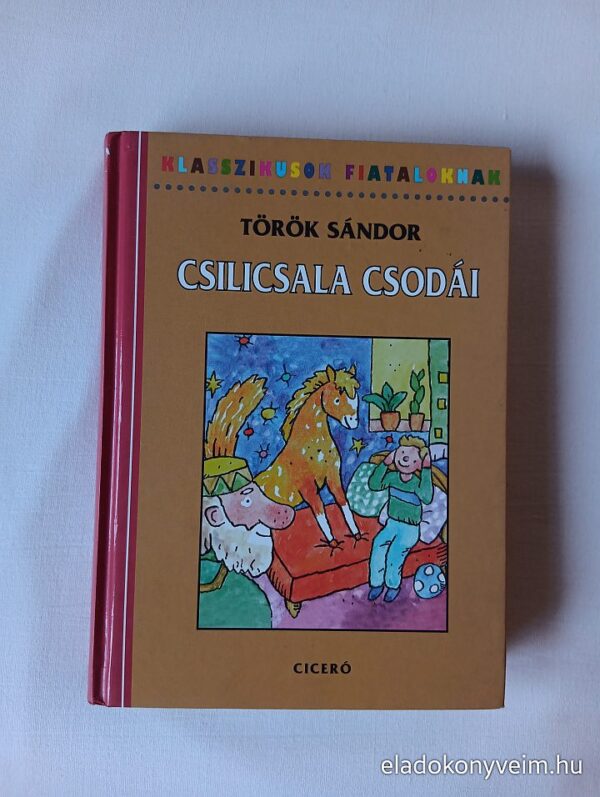 KLASSZIKUSOK FIATALOKNAK
TÖRÖK SÁNDOR
CSILICSALA CSODÁI
CICERÓ
eladokonyveim.hu